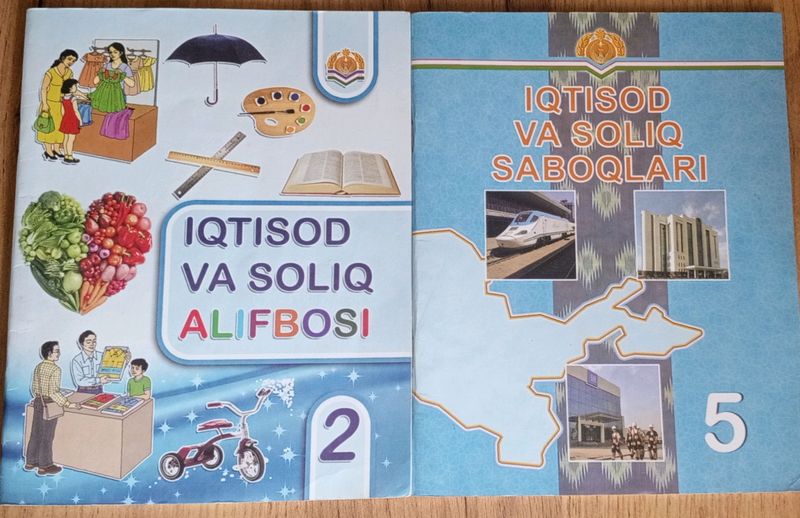 IQTISOD
VA SOLIQ
ALIFBOSI
2
IQTISOD
VA SOLIQ
SABOQLARI
5